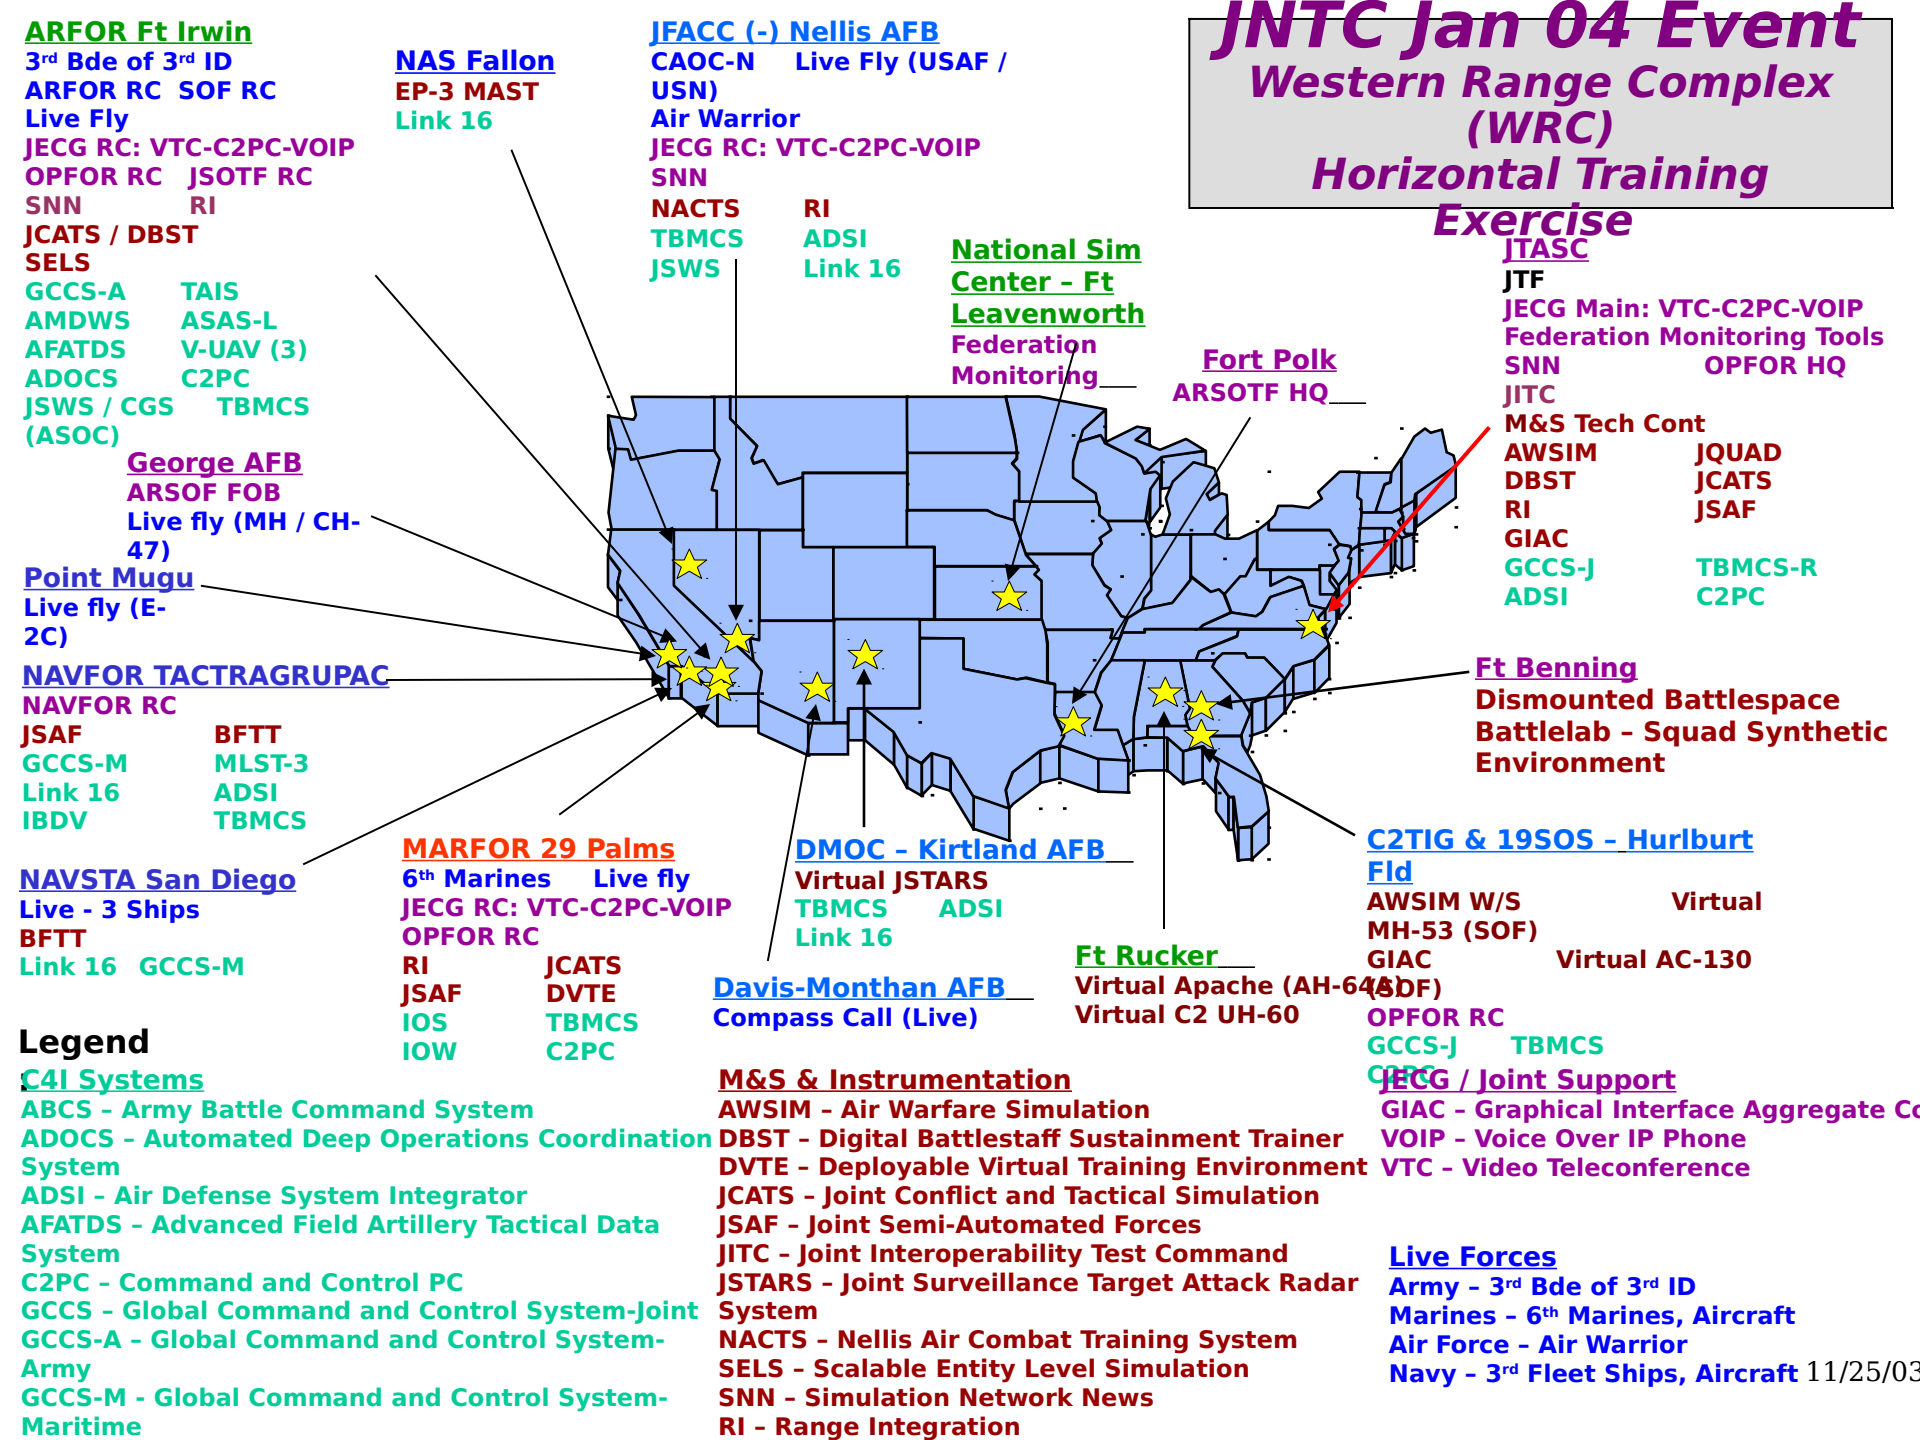 JNTC Jan 04 Event
Western Range Complex
(WRC)
Horizontal Training
Exercise
ARFOR Ft Irwin
3rd Bde of 3rd ID
ARFOR RC SOF RC
Live Fly
JECG RC: VTC-C2PC-VOIP
OPFOR RC JSOTF RC
SNN RI
JCATS / DBST
SELS
GCCS-A TAIS
AMDWS ASAS-L
AFATDS V-UAV (3)
ADOCS C2PC
JSWS / CGS TBMCS
(ASOC)
NAS Fallon
EP-3 MAST
Link 16
JFACC (-) Nellis AFB
CAOC-N Live Fly (USAF /
USN)
Air Warrior
JECG RC: VTC-C2PC-VOIP
SNN
NACTS RI
TBMCS ADSI
JSWS Link 16
National Sim
Center – Ft
Leavenworth
Federation
Monitoring
Fort Polk
ARSOTF HQ
JTASC
JTF
JECG Main: VTC-C2PC-VOIP
Federation Monitoring Tools
SNN OPFOR HQ
JITC
M&S Tech Cont
AWSIM JQUAD
DBST JCATS
RI JSAF
GIAC
GCCS-J TBMCS-R
ADSI C2PC
George AFB
ARSOF FOB
Live fly (MH / CH-
47)
Point Mugu
Live fly (E-
2C)
NAVFOR TACTRAGRUPAC
NAVFOR RC
JSAF BFTT
GCCS-M MLST-3
Link 16 ADSI
IBDV TBMCS
NAVSTA San Diego
Live - 3 Ships
BFTT
Link 16 GCCS-M
MARFOR 29 Palms
6th Marines Live fly
JECG RC: VTC-C2PC-VOIP
OPFOR RC
RI JCATS
JSAF DVTE
IOS TBMCS
IOW C2PC
DMOC – Kirtland AFB
Virtual JSTARS
TBMCS ADSI
Link 16
Davis-Monthan AFB
Compass Call (Live)
Ft Rucker
Virtual Apache (AH-64A)
Virtual C2 UH-60
Ft Benning
Dismounted Battlespace
Battlelab – Squad Synthetic
Environment
C2TIG & 19SOS – Hurlburt
Fld
AWSIM W/S Virtual
MH-53 (SOF)
GIAC Virtual AC-130
(SOF)
OPFOR RC
GCCS-J TBMCS
C2PC
Legend
:
C4I Systems
ABCS – Army Battle Command System
ADOCS – Automated Deep Operations Coordination
System
ADSI – Air Defense System Integrator
AFATDS – Advanced Field Artillery Tactical Data
System
C2PC – Command and Control PC
GCCS – Global Command and Control System-Joint
GCCS-A – Global Command and Control System-
Army
GCCS-M - Global Command and Control System-
Maritime
M&S & Instrumentation
AWSIM – Air Warfare Simulation
DBST – Digital Battlestaff Sustainment Trainer
DVTE – Deployable Virtual Training Environment
JCATS – Joint Conflict and Tactical Simulation
JSAF – Joint Semi-Automated Forces
JITC – Joint Interoperability Test Command
JSTARS – Joint Surveillance Target Attack Radar
System
NACTS – Nellis Air Combat Training System
SELS – Scalable Entity Level Simulation
SNN – Simulation Network News
RI – Range Integration
JECG / Joint Support
GIAC – Graphical Interface Aggregate
VOIP – Voice Over IP Phone
VTC – Video Teleconference
Live Forces
Army – 3rd Bde of 3rd ID
Marines – 6th Marines, Aircraft
Air Force – Air Warrior
Navy – 3rd Fleet Ships, Aircraft
11/25/03